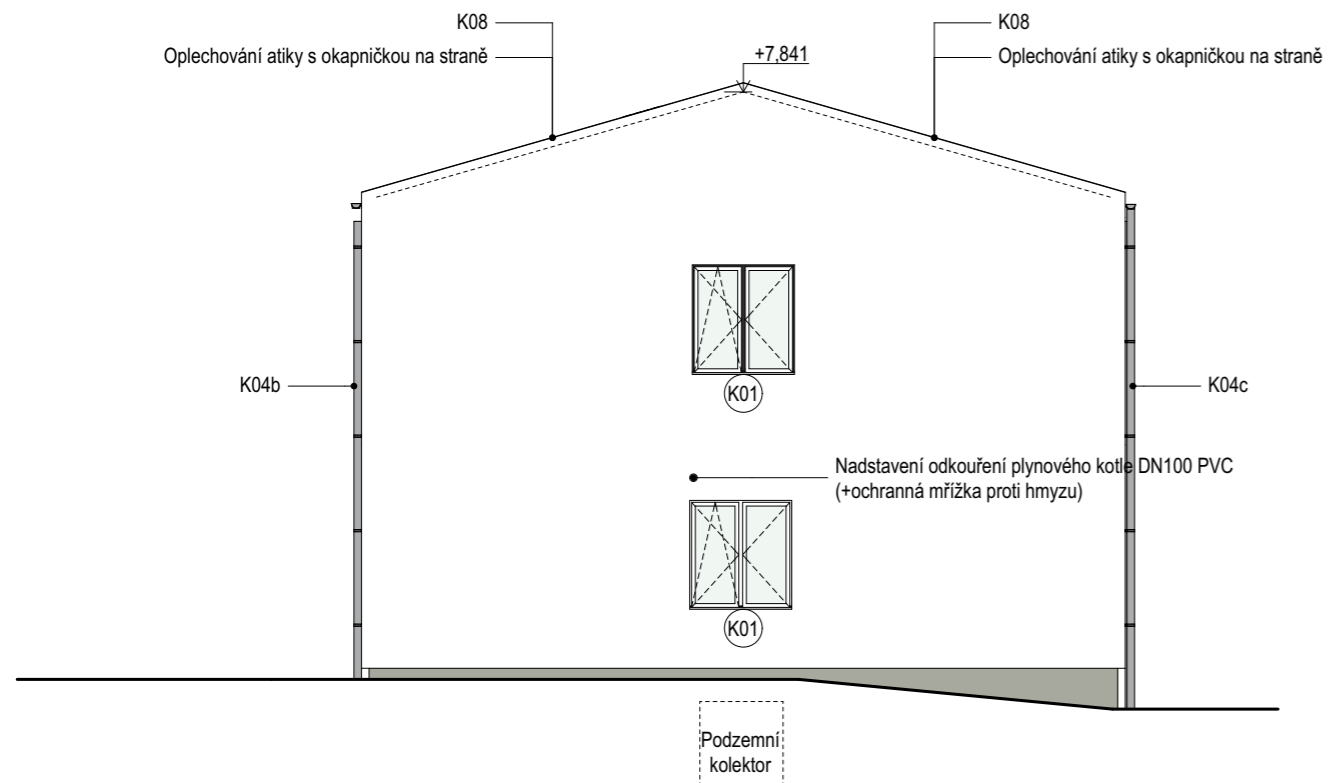 K08
K08
Oplechování atiky s okapničkou na straně
+7,841
Oplechování atiky s okapničkou na straně
K04b
K01
K04c
Nadstavení odkouření plynového kotle DN100 PVC
(+ochranná mřížka proti hmyzu)
K01
Podzemní
kolektor